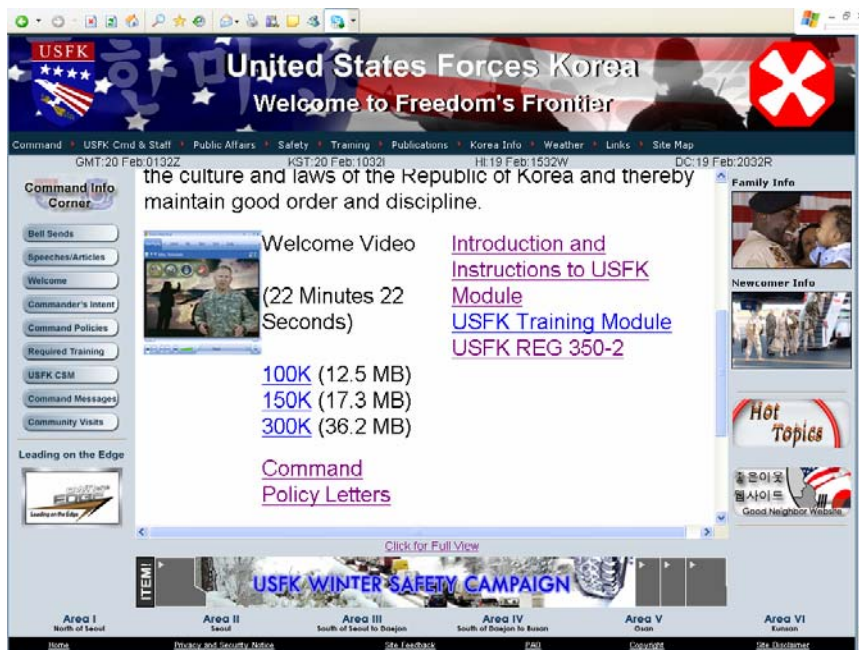 USFK
United States Forces Korea
Welcome to Freedom's Frontier
Command USFK Cmd & Staff Public Affairs Safety Training Publications Korea Info Weather Links Site Map
GMT:20 Feb:0132Z KST:20 Feb:1032I HI:19 Feb:1532W DC:19 Feb:2032R
Command Info
Corner
Bell Sends
Speeches/Articles
Welcome
Commander's Intent
Command Policies
Required Training
USFK CSM
Command Messages
Community Visits
Leading on the Edge
EDGE
Leading on the Edge
the culture and laws of the Republic of Korea and thereby
maintain good order and discipline.
Welcome Video
(22 Minutes 22
Seconds)
100K (12.5 MB)
150K (17.3 MB)
300K (36.2 MB)
Command
Policy Letters
Introduction and
Instructions to USFK
Module
USFK Training Module
USFK REG 350-2
Click for Full View
Family Info
Newcomer Info
Hot
Topics
좋은이웃
웹사이트
Good Neighbor Website
ITEM!
USFK WINTER SAFETY CAMPAIGN
Area I Area II Area III Area IV Area V Area VI
North of Seoul Seoul South of Seoul to Daejon South of Daejon to Busan Osan Kunsan
Home Privacy and Security Notice Site Feedback PAO Copyright Site Disclaimer